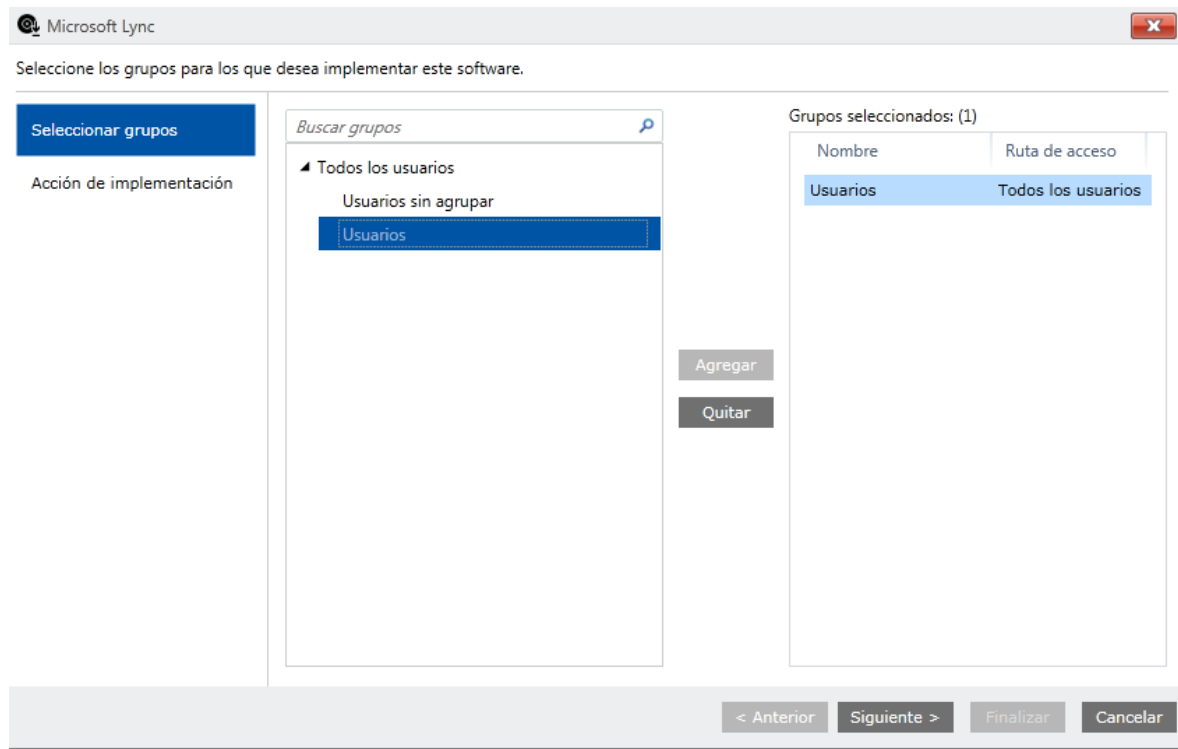 Microsoft Lync
Seleccione los grupos para los que desea implementar este software.
Seleccionar grupos
Acción de implementación
Buscar grupos
Todos los usuarios
Usuarios sin agrupar
Usuarios
Agregar
Quitar
Grupos seleccionados: (1)
Nombre Ruta de acceso
Usuarios Todos los usuarios
< Anterior Siguiente > Finalizar Cancelar